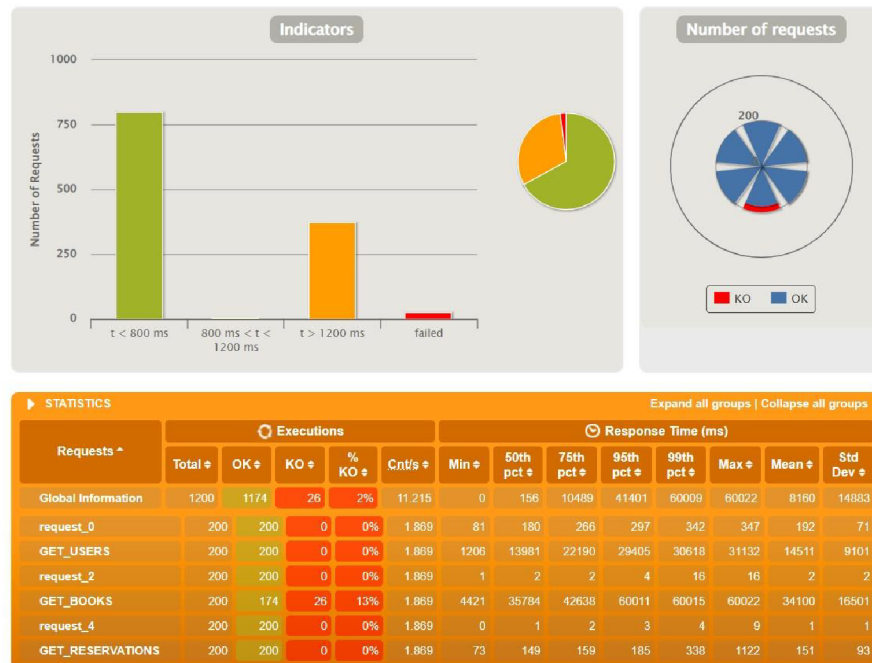 Indicators
1000
750
500
250
0
Number of Requests
t < 800 ms
800 ms < t <
1200 ms
t > 1200 ms
failed
Number of requests
200
KO OK
STATISTICS Expand all groups | Collapse all groups
Requests Executions Response Time (ms)
Total OK KO % KO Cnt/s Min 50th pct 75th pct 95th pct 99th pct Max Mean Std Dev
Global Information 1200 1174 26 2% 11.215 0 156 10489 41401 60009 60022 8160 14883
request_0 200 200 0 0% 1.869 81 180 266 297 342 347 192 71
GET_USERS 200 200 0 0% 1.869 1206 13981 22190 29405 30618 31132 14511 9101
request_2 200 200 0 0% 1.869 1 2 2 4 16 16 2 2
GET_BOOKS 200 174 26 13% 1.869 4421 35784 42638 60011 60015 60022 34100 16501
request_4 200 200 0 0% 1.869 0 1 2 3 4 9 1 1
GET_RESERVATIONS 200 200 0 0% 1.869 73 149 159 185 338 1122 151 93